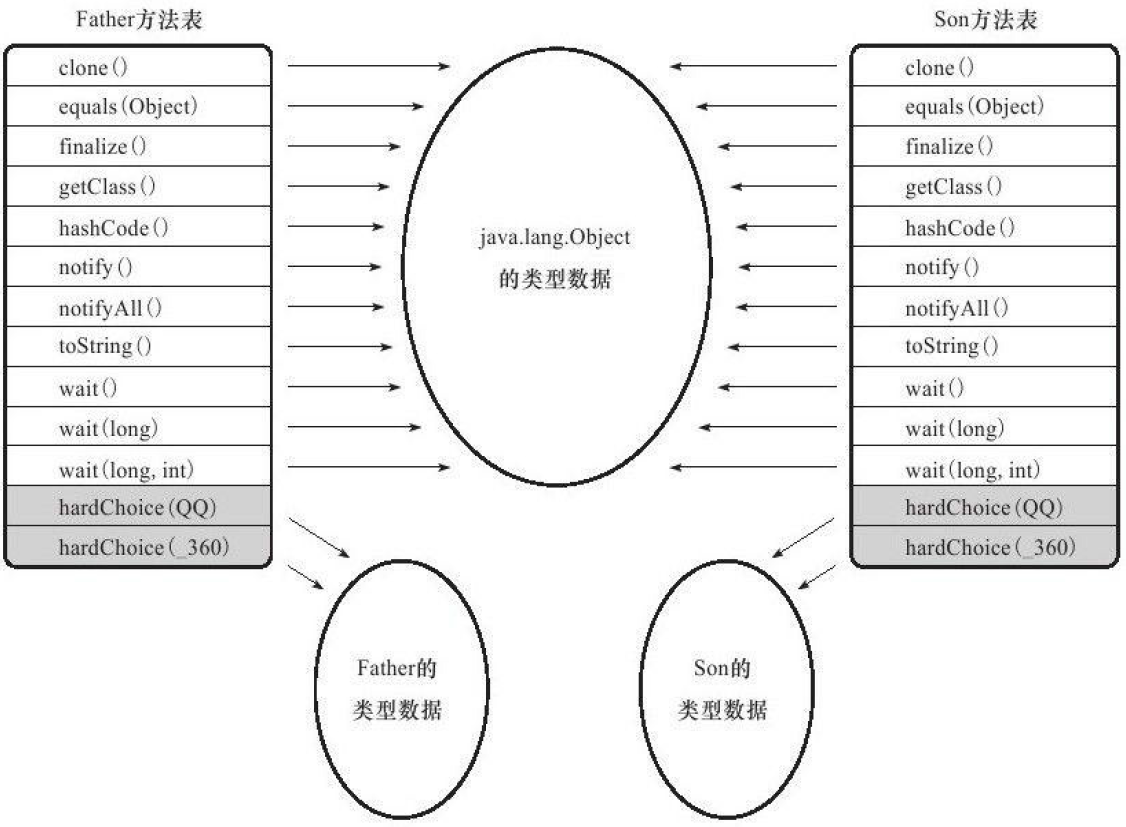 Father方法表
clone()
equals(Object)
finalize()
getClass()
hashCode()
notify()
notifyAll()
toString()
wait()
wait(long)
wait(long, int)
hardChoice(QQ)
hardChoice(_360)
java.lang.Object
的类型数据
Father的
类型数据
Son的
类型数据
Son方法表
clone()
equals(Object)
finalize()
getClass()
hashCode()
notify()
notifyAll()
toString()
wait()
wait(long)
wait(long, int)
hardChoice(QQ)
hardChoice(_360)